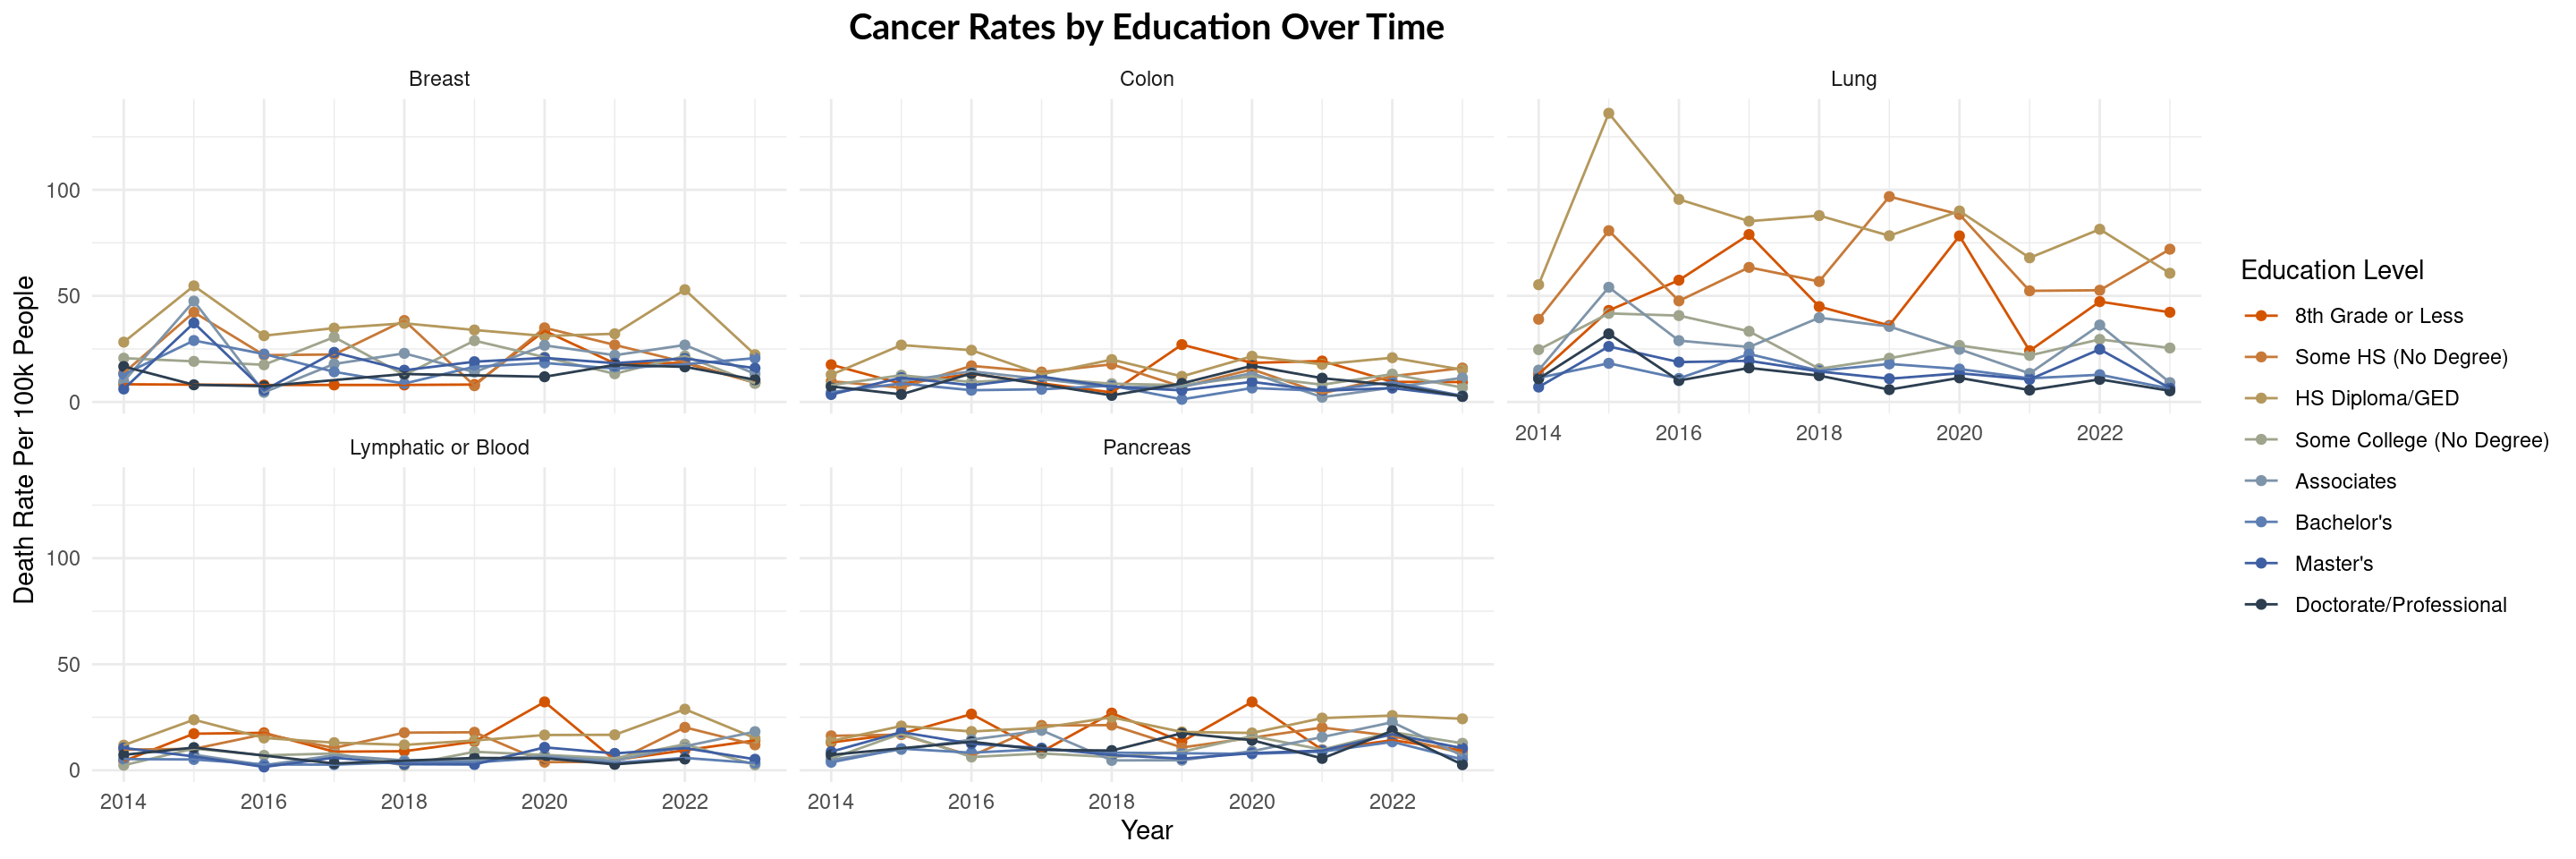 Cancer Rates by Education Over Time
Breast
Colon
Lung
100
50
0
2014 2016 2018 2020 2022
Lymphatic or Blood
Pancreas
100
50
0
2014 2016 2018 2020 2022
2014 2016 2018 2020 2022
Year
Death Rate Per 100k People
Education Level
8th Grade or Less
Some HS (No Degree)
HS Diploma/GED
Some College (No Degree)
Associates
Bachelor's
Master's
Doctorate/Professional